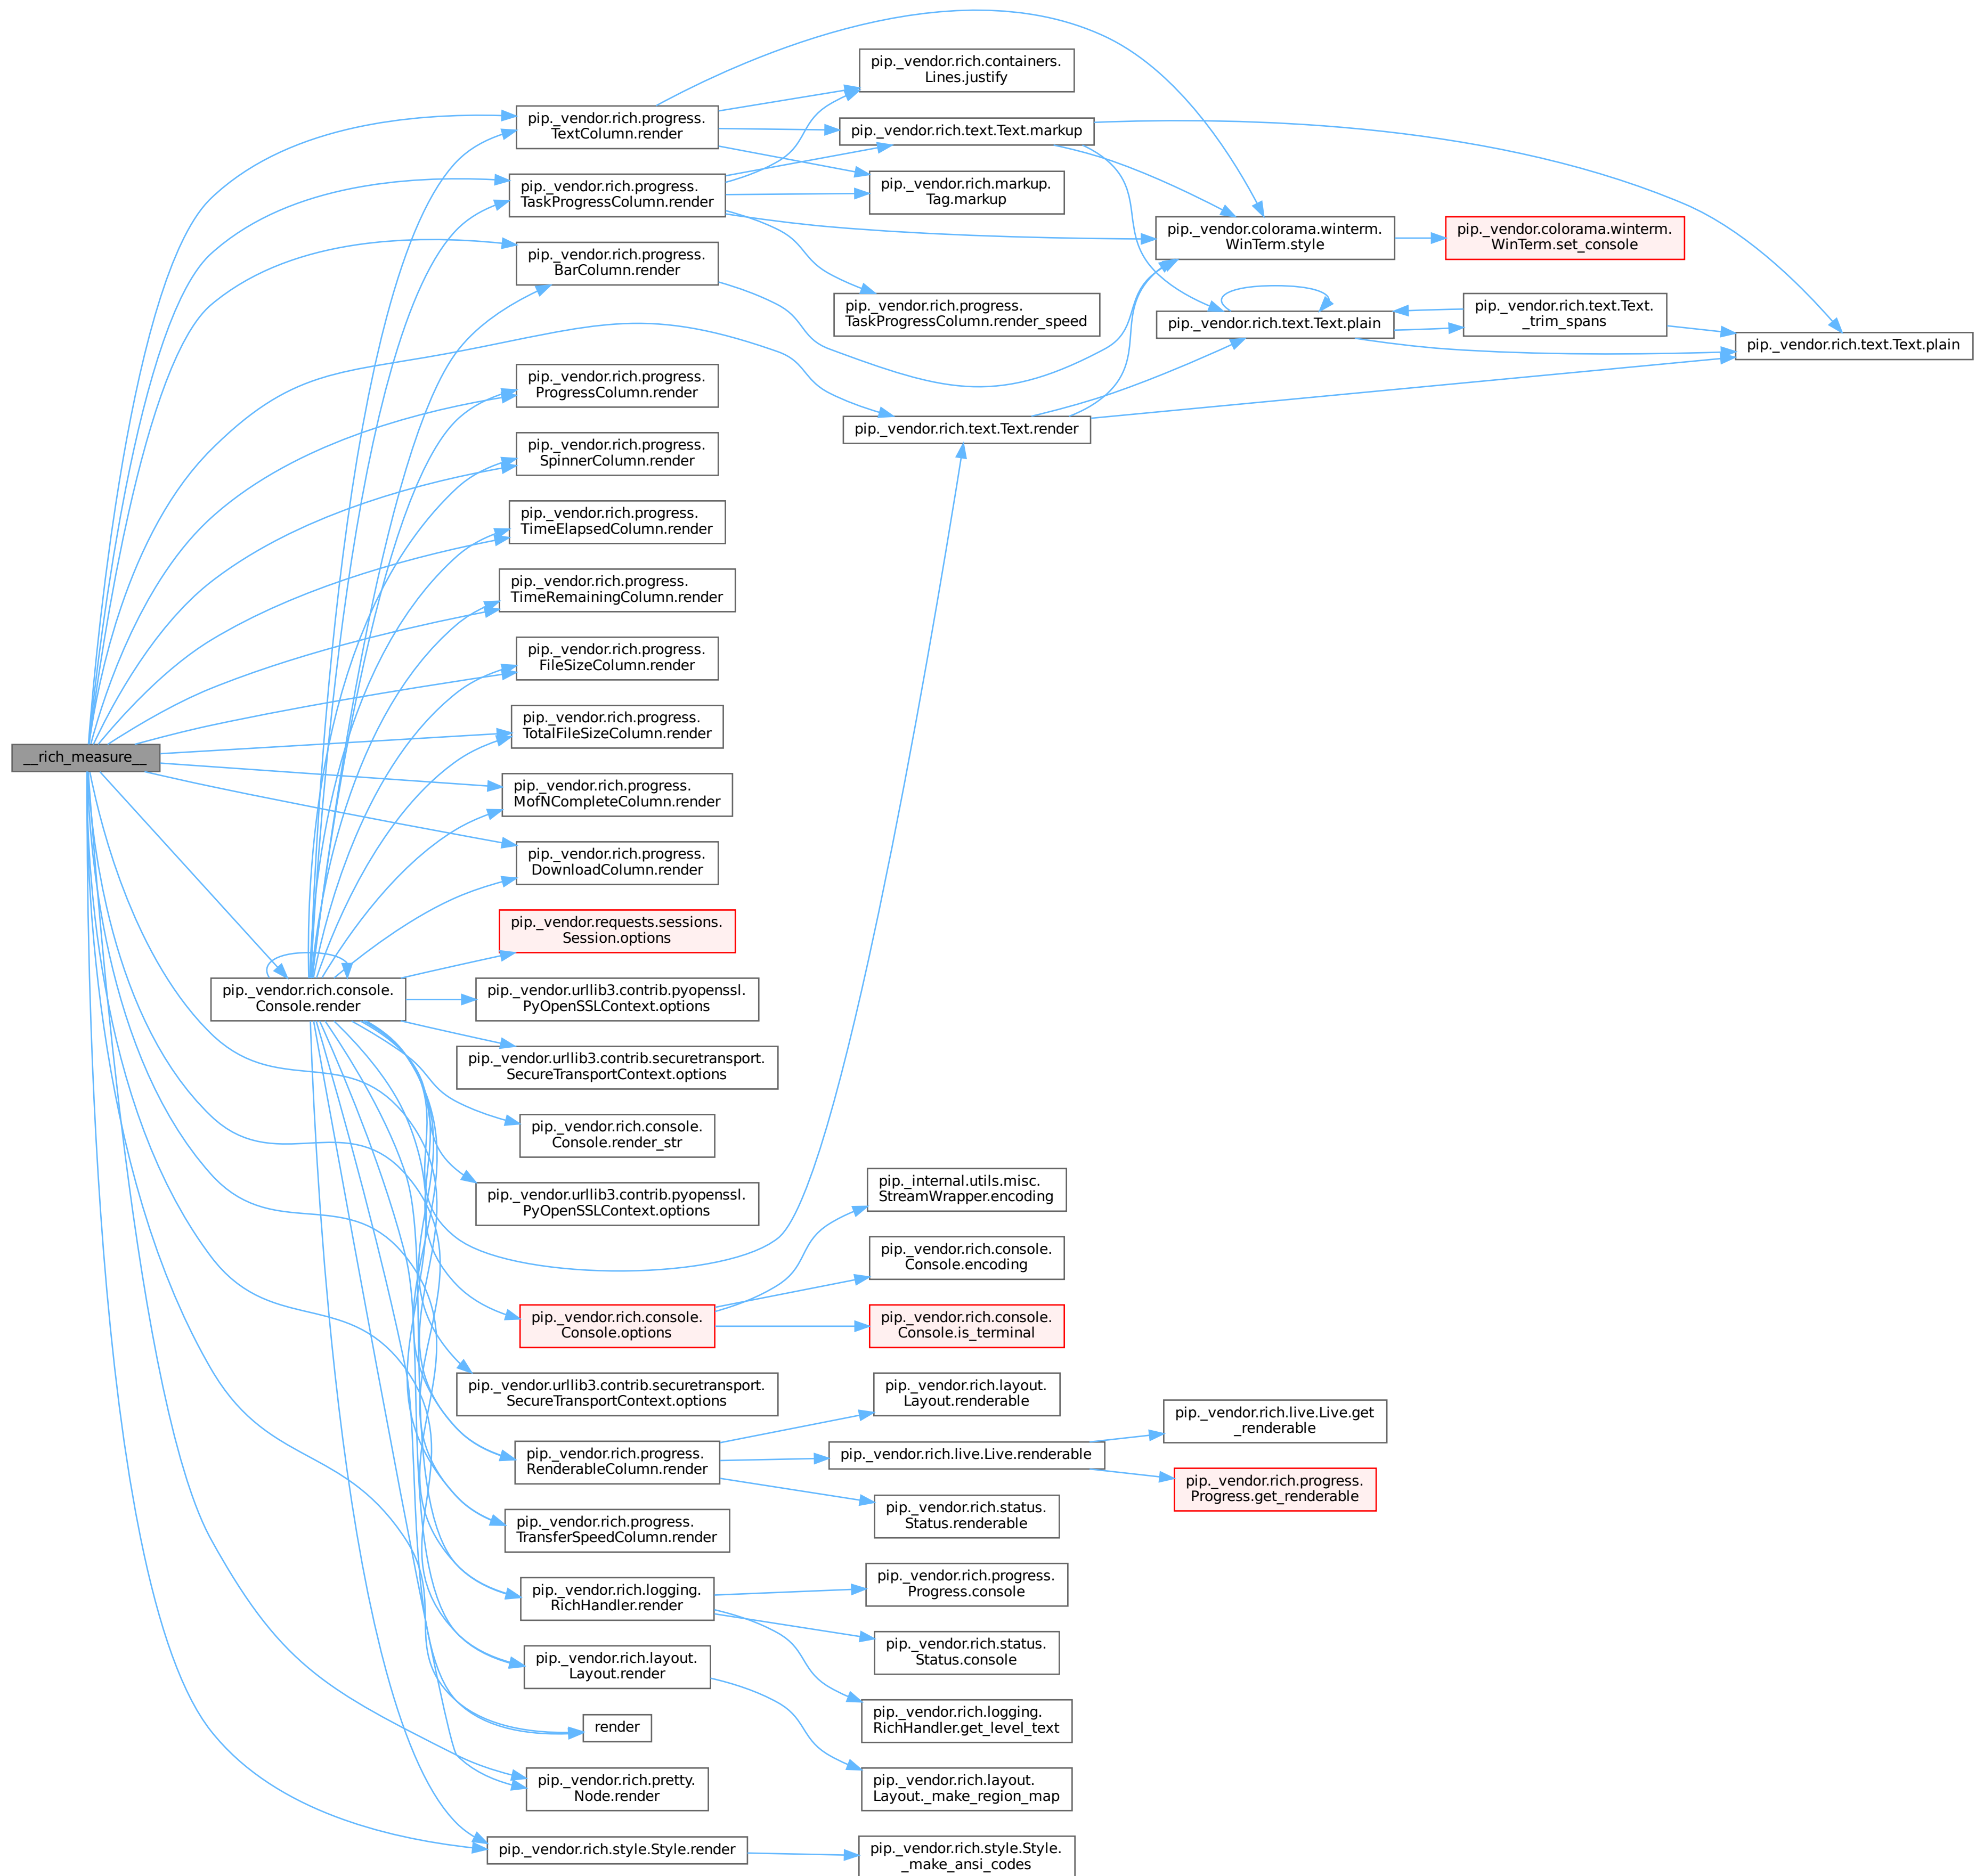 __rich_measure__
pip._vendor.rich.console.
Console.render
pip._vendor.rich.progress.
TextColumn.render
pip._vendor.rich.progress.
TaskProgressColumn.render
pip._vendor.rich.progress.
BarColumn.render
pip._vendor.rich.progress.
ProgressColumn.render
pip._vendor.rich.progress.
SpinnerColumn.render
pip._vendor.rich.progress.
TimeElapsedColumn.render
pip._vendor.rich.progress.
TimeRemainingColumn.render
pip._vendor.rich.progress.
FileSizeColumn.render
pip._vendor.rich.progress.
TotalFileSizeColumn.render
pip._vendor.rich.progress.
MofNCompleteColumn.render
pip._vendor.rich.progress.
DownloadColumn.render
pip._vendor.requests.sessions.
Session.options
pip._vendor.urllib3.contrib.pyopenssl.
PyOpenSSLContext.options
pip._vendor.urllib3.contrib.securetransport.
SecureTransportContext.options
pip._vendor.rich.console.
Console.render_str
pip._vendor.urllib3.contrib.pyopenssl.
PyOpenSSLContext.options
pip._vendor.rich.console.
Console.options
pip._vendor.urllib3.contrib.securetransport.
SecureTransportContext.options
pip._vendor.rich.progress.
RenderableColumn.render
pip._vendor.rich.progress.
TransferSpeedColumn.render
pip._vendor.rich.logging.
RichHandler.render
pip._vendor.rich.layout.
Layout.render
render
pip._vendor.rich.pretty.
Node.render
pip._vendor.rich.style.Style.render
pip._vendor.rich.containers.
Lines.justify
pip._vendor.rich.text.Text.markup
pip._vendor.rich.markup.
Tag.markup
pip._vendor.rich.progress.
TaskProgressColumn.render_speed
pip._vendor.rich.text.Text.render
pip._internal.utils.misc.
StreamWrapper.encoding
pip._vendor.rich.console.
Console.encoding
pip._vendor.rich.console.
Console.is_terminal
pip._vendor.rich.layout.
Layout.renderable
pip._vendor.rich.live.Live.renderable
pip._vendor.rich.status.
Status.renderable
pip._vendor.rich.progress.
Progress.console
pip._vendor.rich.status.
Status.console
pip._vendor.rich.logging.
RichHandler.get_level_text
pip._vendor.rich.layout.
Layout._make_region_map
pip._vendor.rich.style.Style.
_make_ansi_codes
pip._vendor.colorama.winterm.
WinTerm.style
pip._vendor.rich.text.Text.plain
pip._vendor.rich.live.Live.get
_renderable
pip._vendor.rich.progress.
Progress.get_renderable
pip._vendor.colorama.winterm.
WinTerm.set_console
pip._vendor.rich.text.Text.
_trim_spans
pip._vendor.rich.text.Text.plain